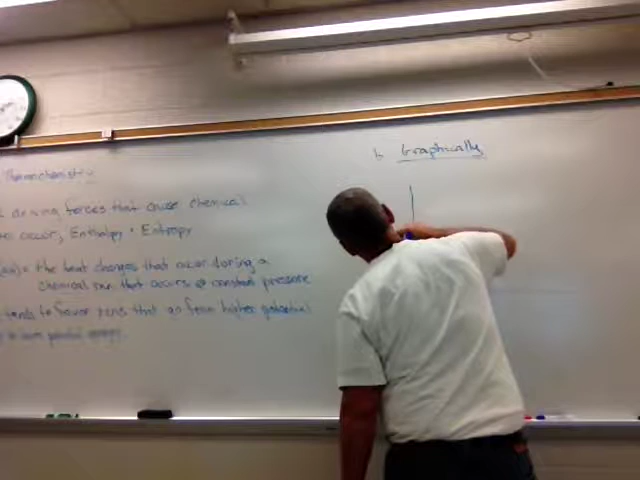 Thermochemistry
driving forces that cause chemical
to occur, Enthalpy + Entropy
= the heat changes that occur during a
chemical rxn that occurs @ constant pressure
tends to favor rxns that go from higher potential
to lower potential
b. Graphically